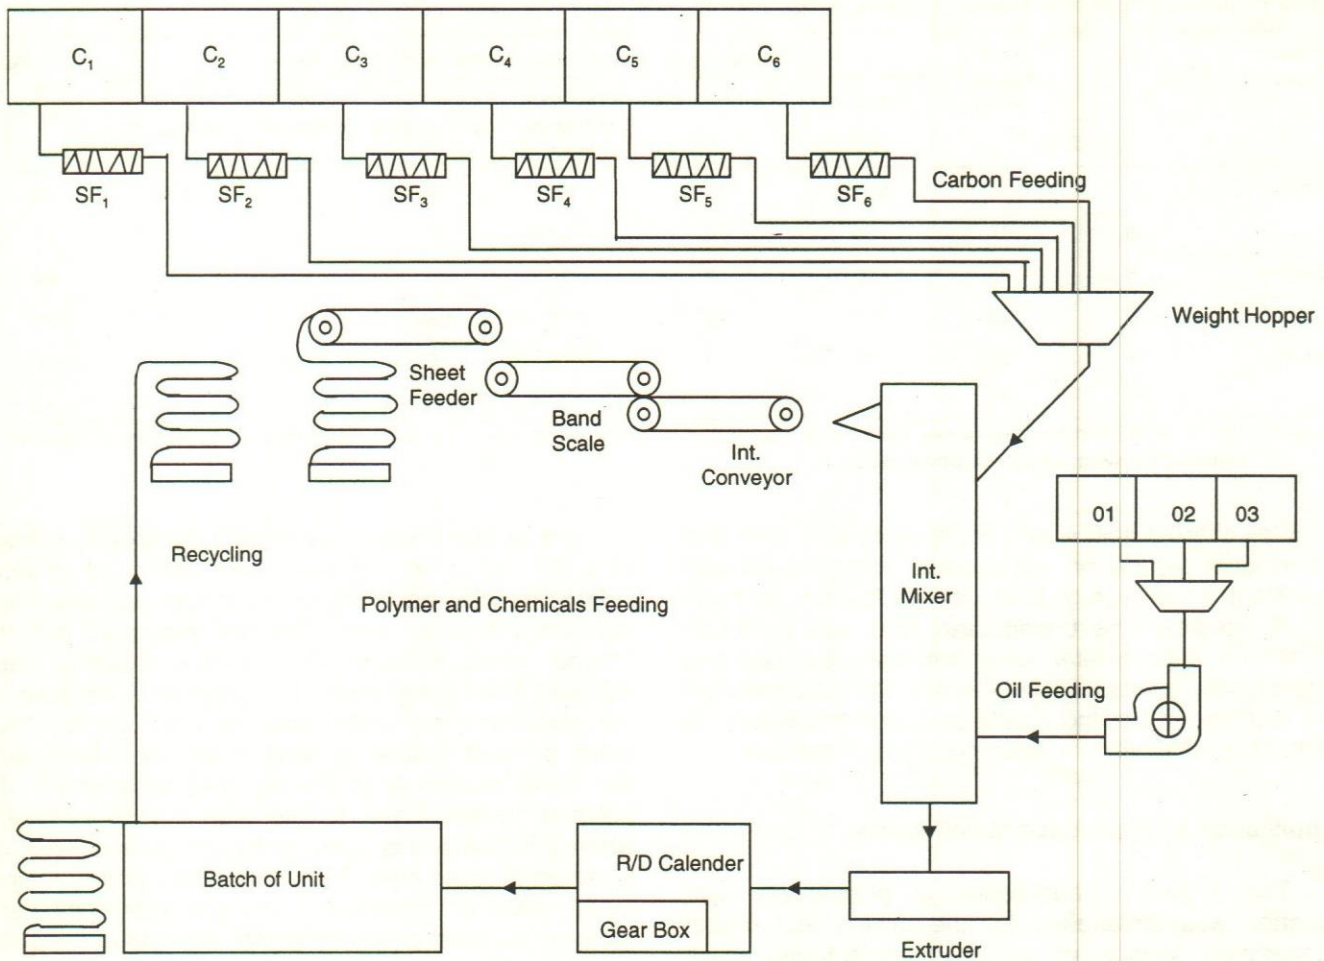 C₁ C₂ C₃ C₄ C₅ C₆
SF₁ SF₂ SF₃ SF₄ SF₅ SF₆
Carbon Feeding
Weight Hopper
Sheet
Feeder
Band
Scale
Int.
Conveyor
Recycling
Polymer and Chemicals Feeding
Int.
Mixer
01 02 03
Oil Feeding
Batch of Unit
R/D Calender
Gear Box
Extruder